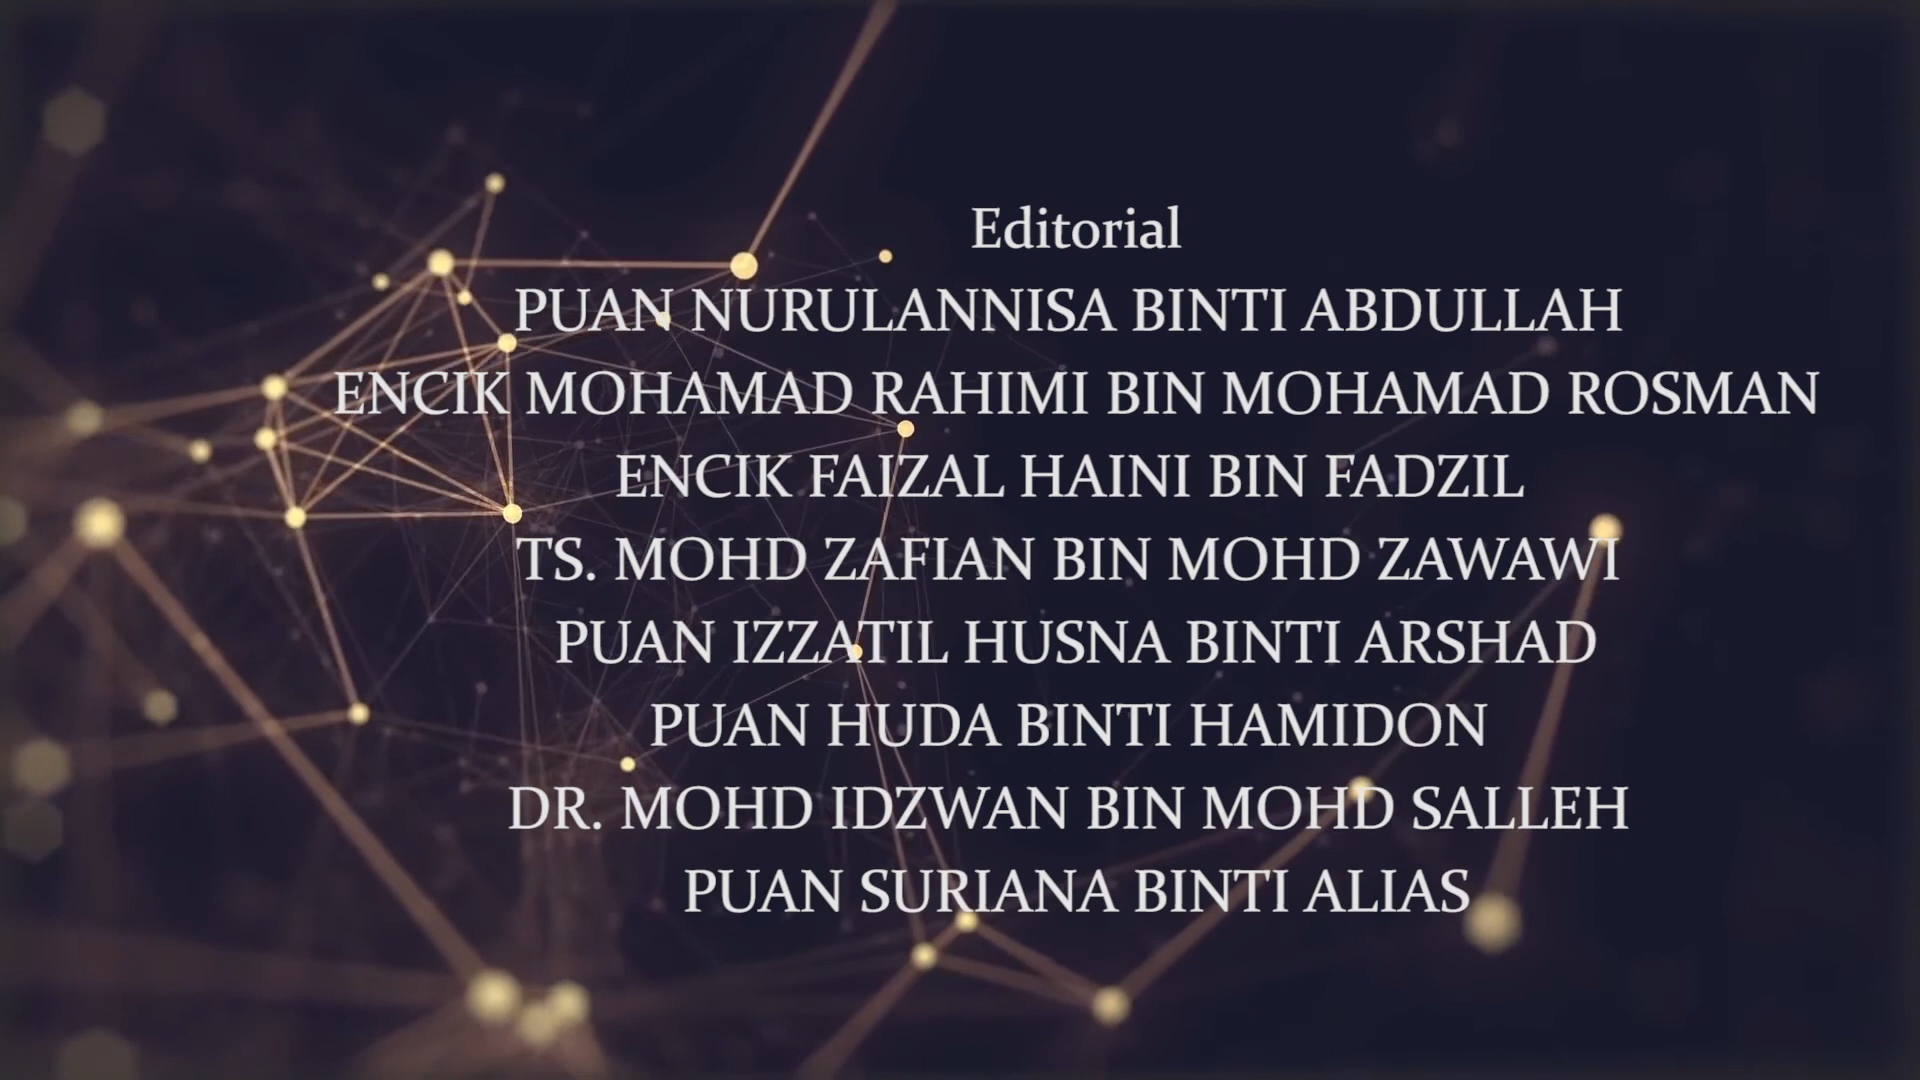 Editorial
PUAN NURULANNISA BINTI ABDULLAH
ENCIK MOHAMAD RAHIMI BIN MOHAMAD ROSMAN
ENCIK FAIZAL HAINI BIN FADZIL
TS. MOHD ZAFIAN BIN MOHD ZAWAWI
PUAN IZZATIL HUSNA BINTI ARSHAD
PUAN HUDA BINTI HAMIDON
DR. MOHD IDZWAN BIN MOHD SALLEH
PUAN SURIANA BINTI ALIAS